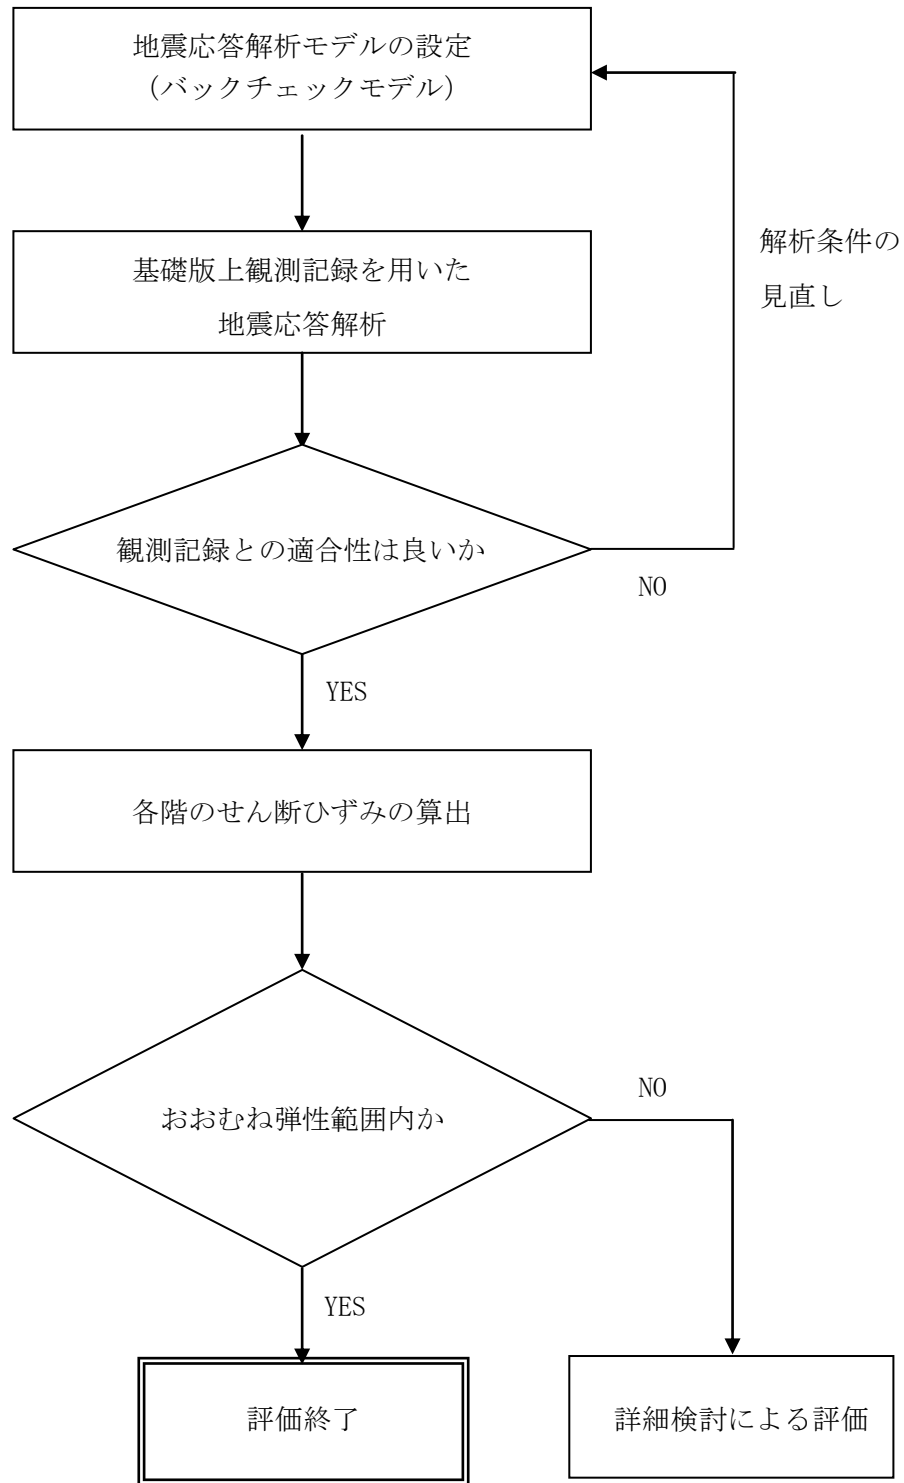 地震応答解析モデルの設定
（バックチェックモデル）
基礎版上観測記録を用いた
地震応答解析
解析条件の
見直し
観測記録との適合性は良いか
NO
YES
各階のせん断ひずみの算出
おおむね弾性範囲内か
NO
YES
評価終了
詳細検討による評価